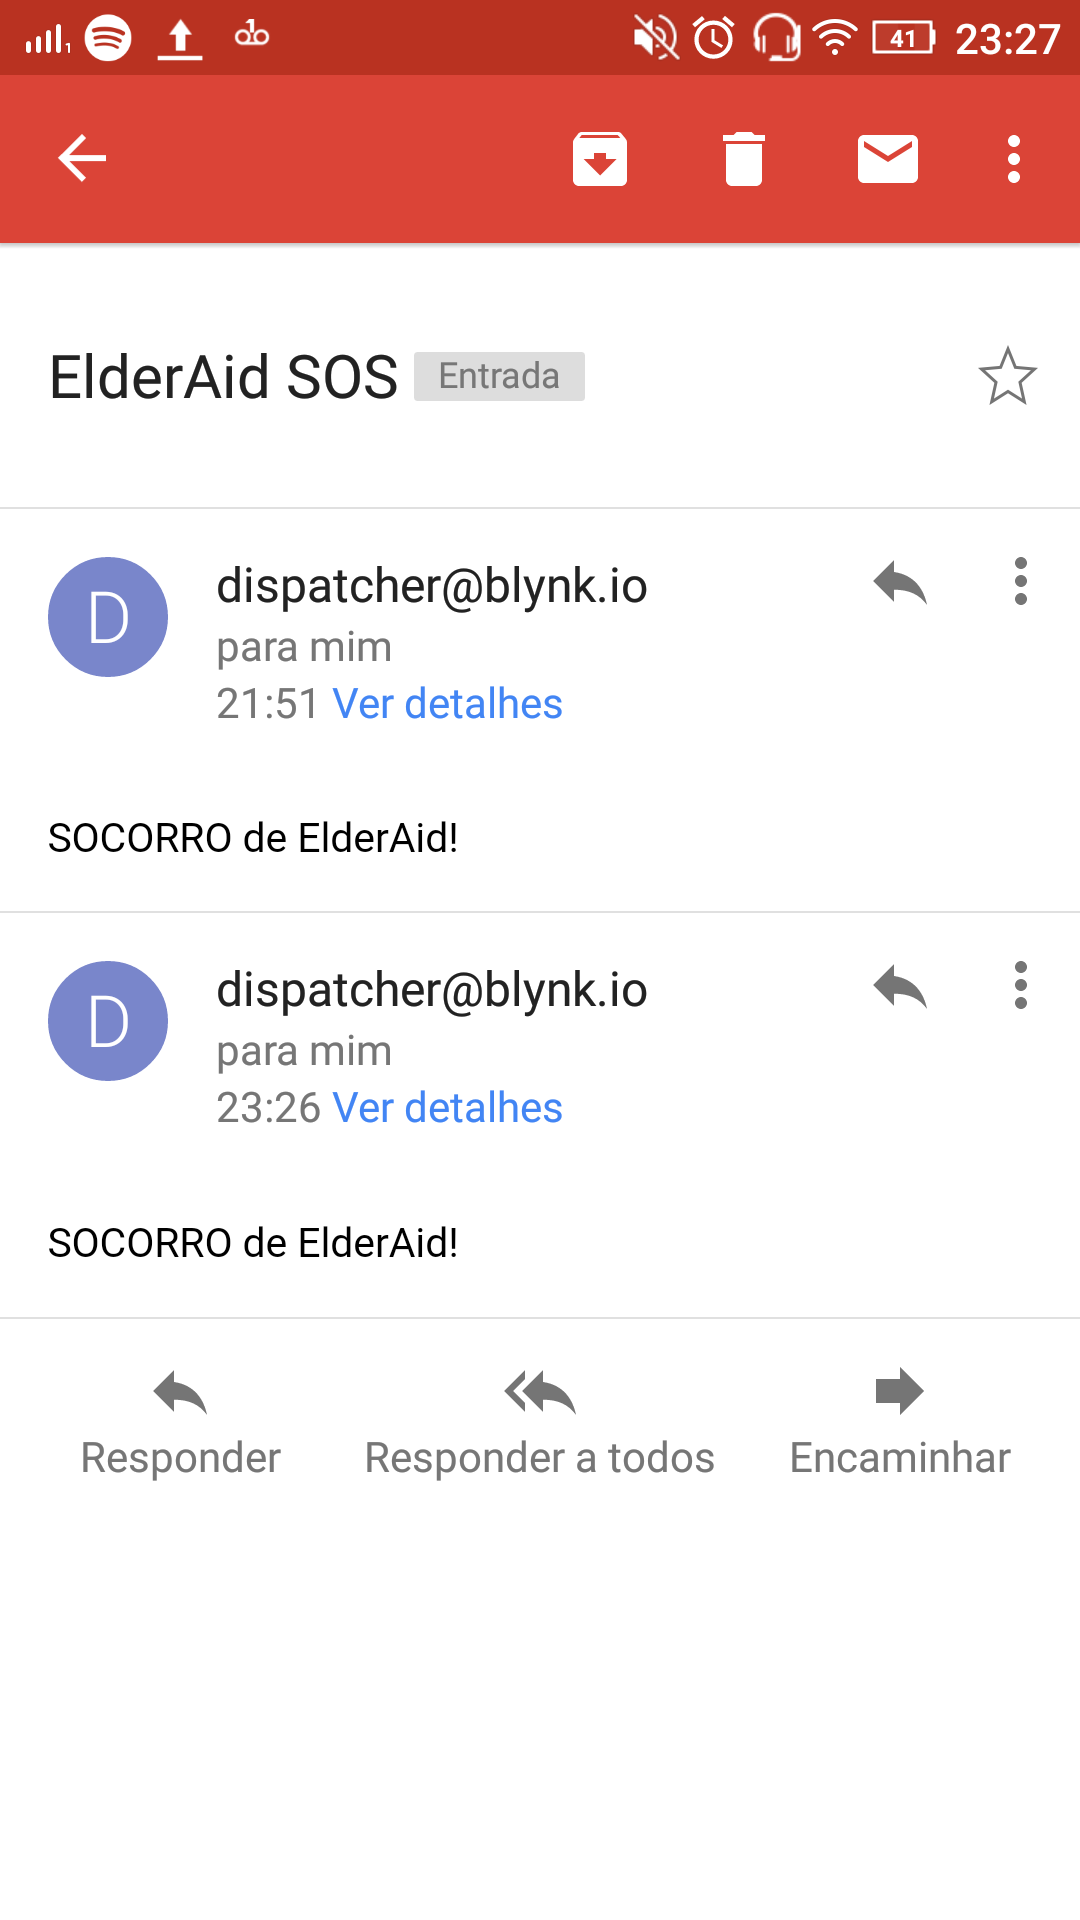 1
41
23:27
ElderAid SOS Entrada
D
dispatcher@blynk.io
para mim
21:51 Ver detalhes
SOCORRO de ElderAid!
D
dispatcher@blynk.io
para mim
23:26 Ver detalhes
SOCORRO de ElderAid!
Responder Responder a todos Encaminhar